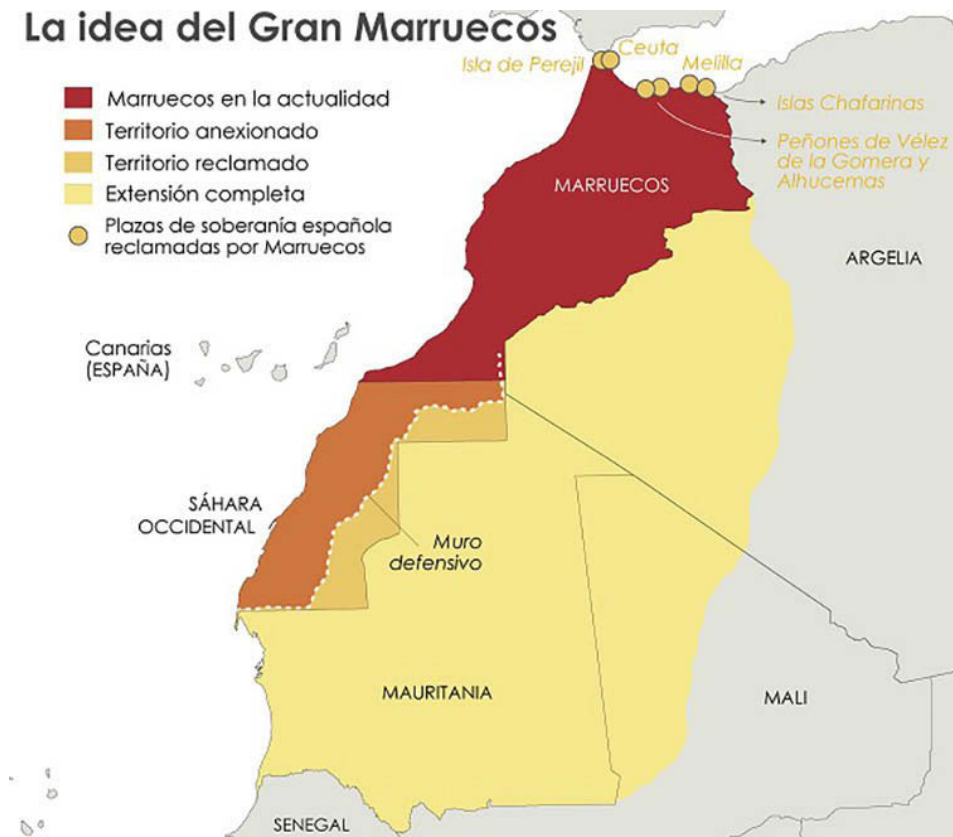 La idea del Gran Marruecos
Marruecos en la actualidad
Territorio anexionado
Territorio reclamado
Extensión completa
Plazas de soberanía española
reclamadas por Marruecos
Isla de Perejil
Ceuta
Melilla
Islas Chafarinas
Peñones de Vélez
de la Gomera y
Alhucemas
MARRUECOS
ARGELIA
Canarias
(ESPAÑA)
SÁHARA
OCCIDENTAL
Muro
defensivo
MAURITANIA
MALI
SENEGAL